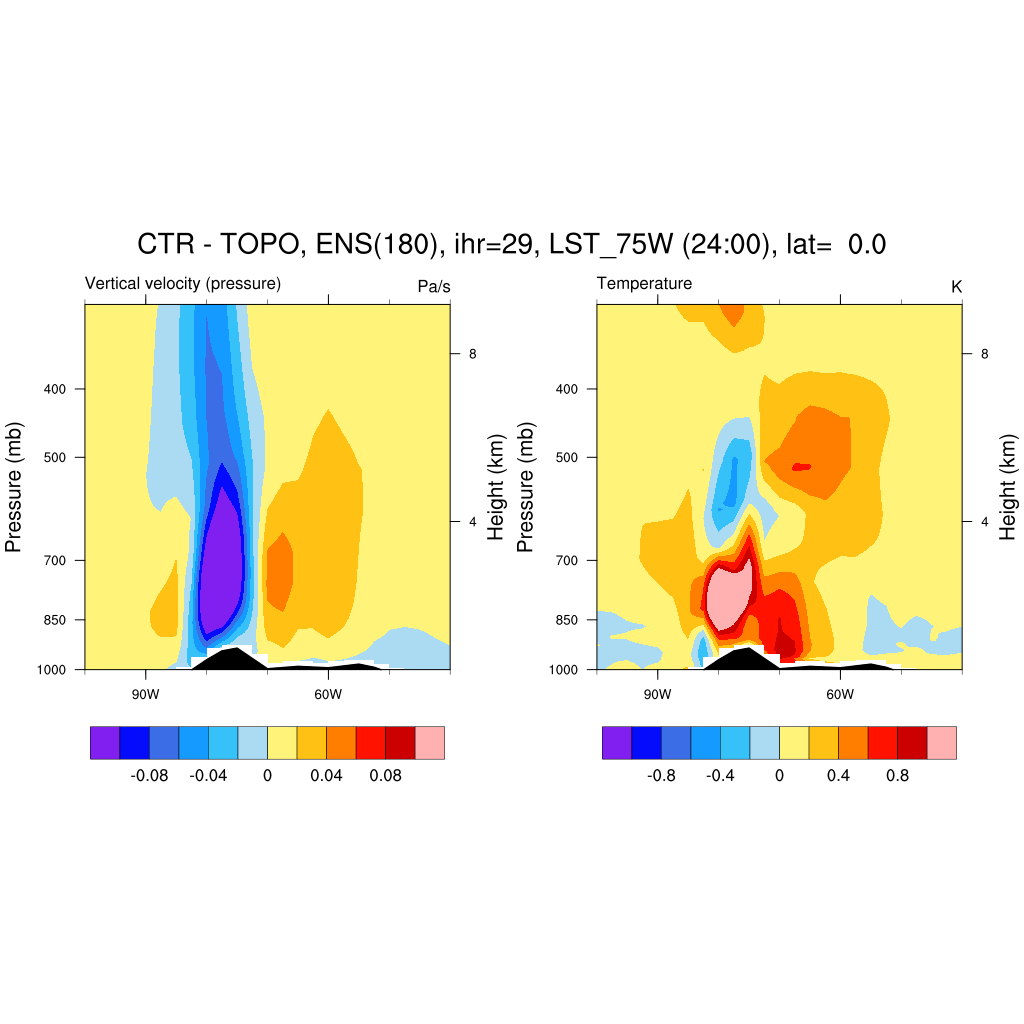 CTR - TOPO, ENS(180), ihr=29, LST_75W (24:00), lat=  0.0
Vertical velocity (pressure)
Pa/s
Pressure (mb)
400
500
700
850
1000
8
4
Height (km)
90W
60W
-0.08
-0.04
0
0.04
0.08
Temperature
K
Pressure (mb)
400
500
700
850
1000
8
4
Height (km)
90W
60W
-0.8
-0.4
0
0.4
0.8